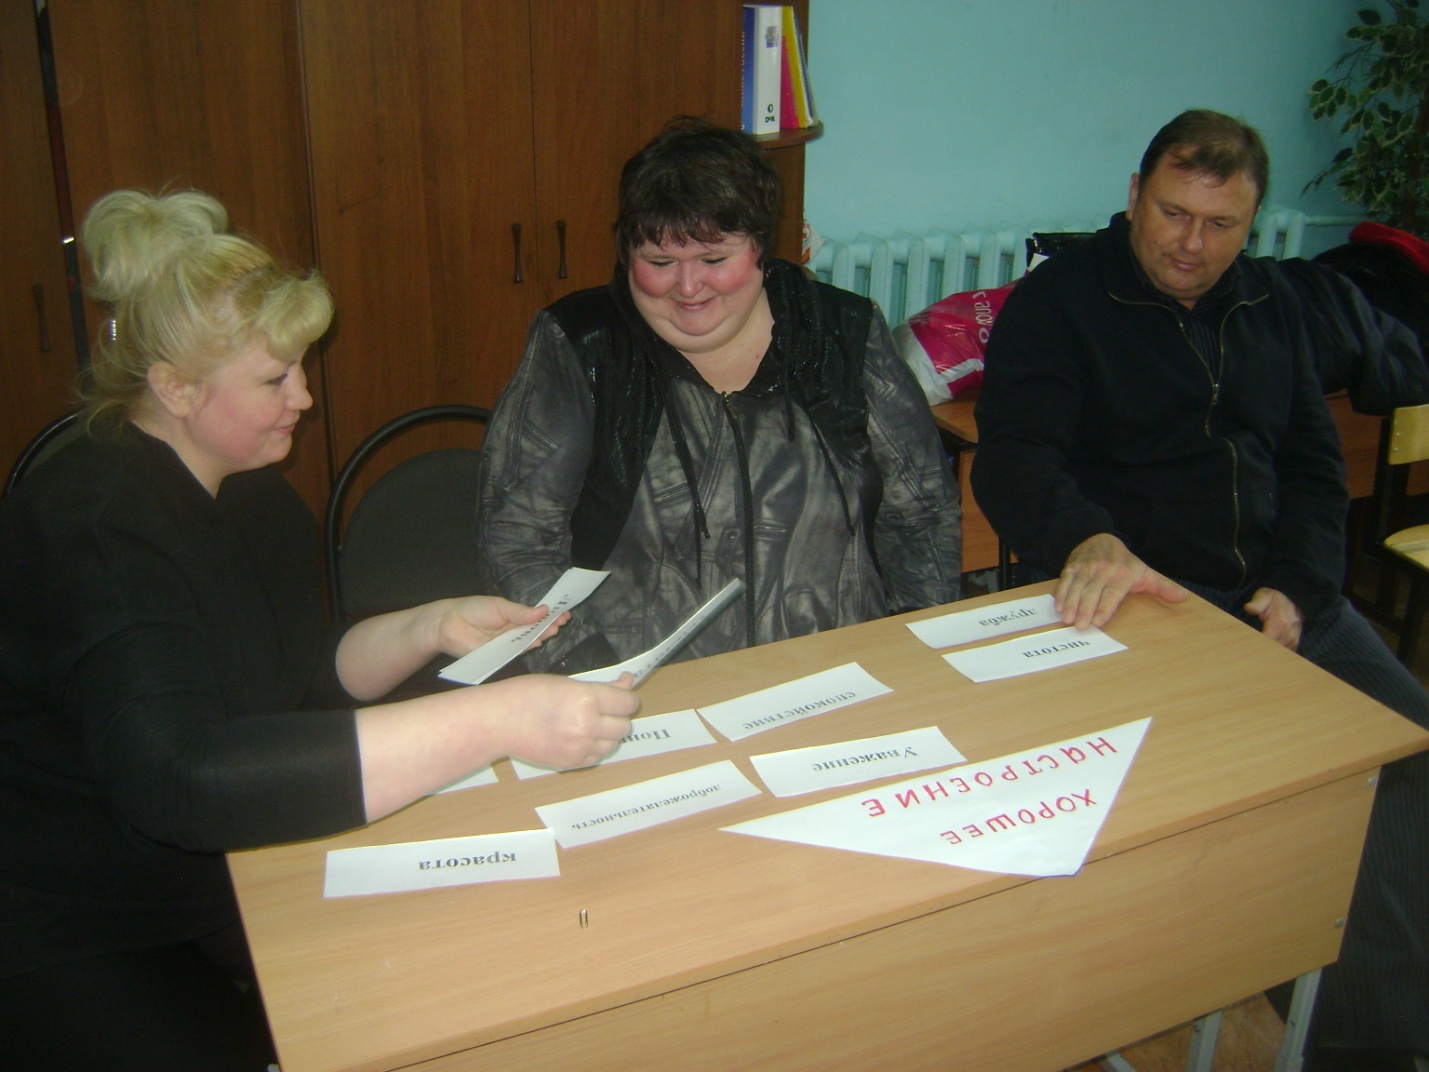 дружба
чистота
спокойствие
Уважение
доброжелательность
красота
ХОРОШЕЕ
НАСТРОЕНИЕ